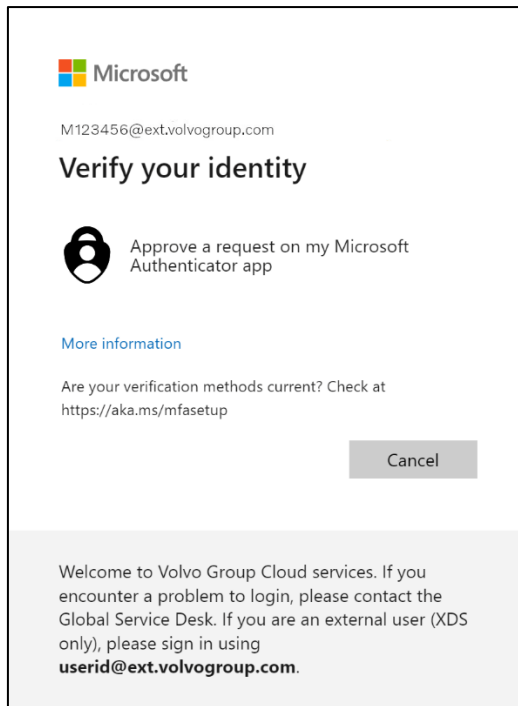 Microsoft
M123456@ext.volvogroup.com
Verify your identity
Approve a request on my Microsoft
Authenticator app
More information
Are your verification methods current? Check at
https://aka.ms/mfasetup
Cancel
Welcome to Volvo Group Cloud services. If you
encounter a problem to login, please contact the
Global Service Desk. If you are an external user (XDS
only), please sign in using
userid@ext.volvogroup.com.